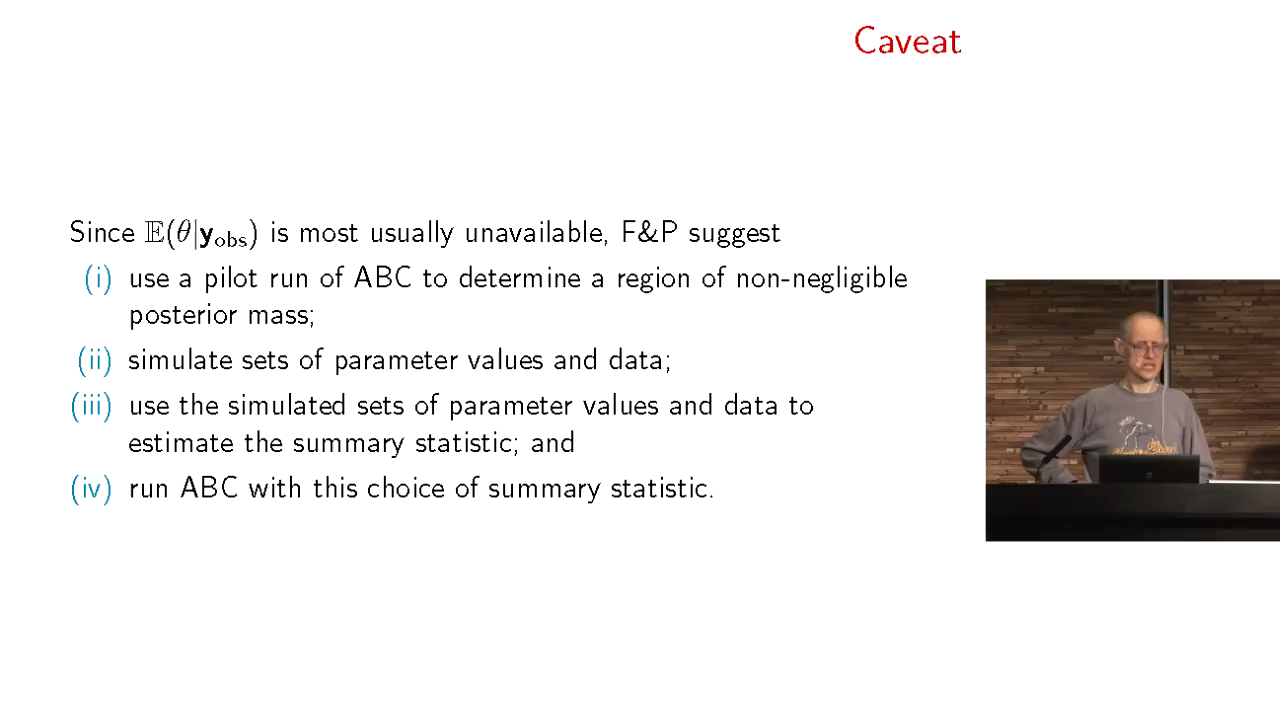 Caveat
Since 𝔼(θ|y_obs) is most usually unavailable, F&P suggest
(i) use a pilot run of ABC to determine a region of non-negligible
posterior mass;
(ii) simulate sets of parameter values and data;
(iii) use the simulated sets of parameter values and data to
estimate the summary statistic; and
(iv) run ABC with this choice of summary statistic.